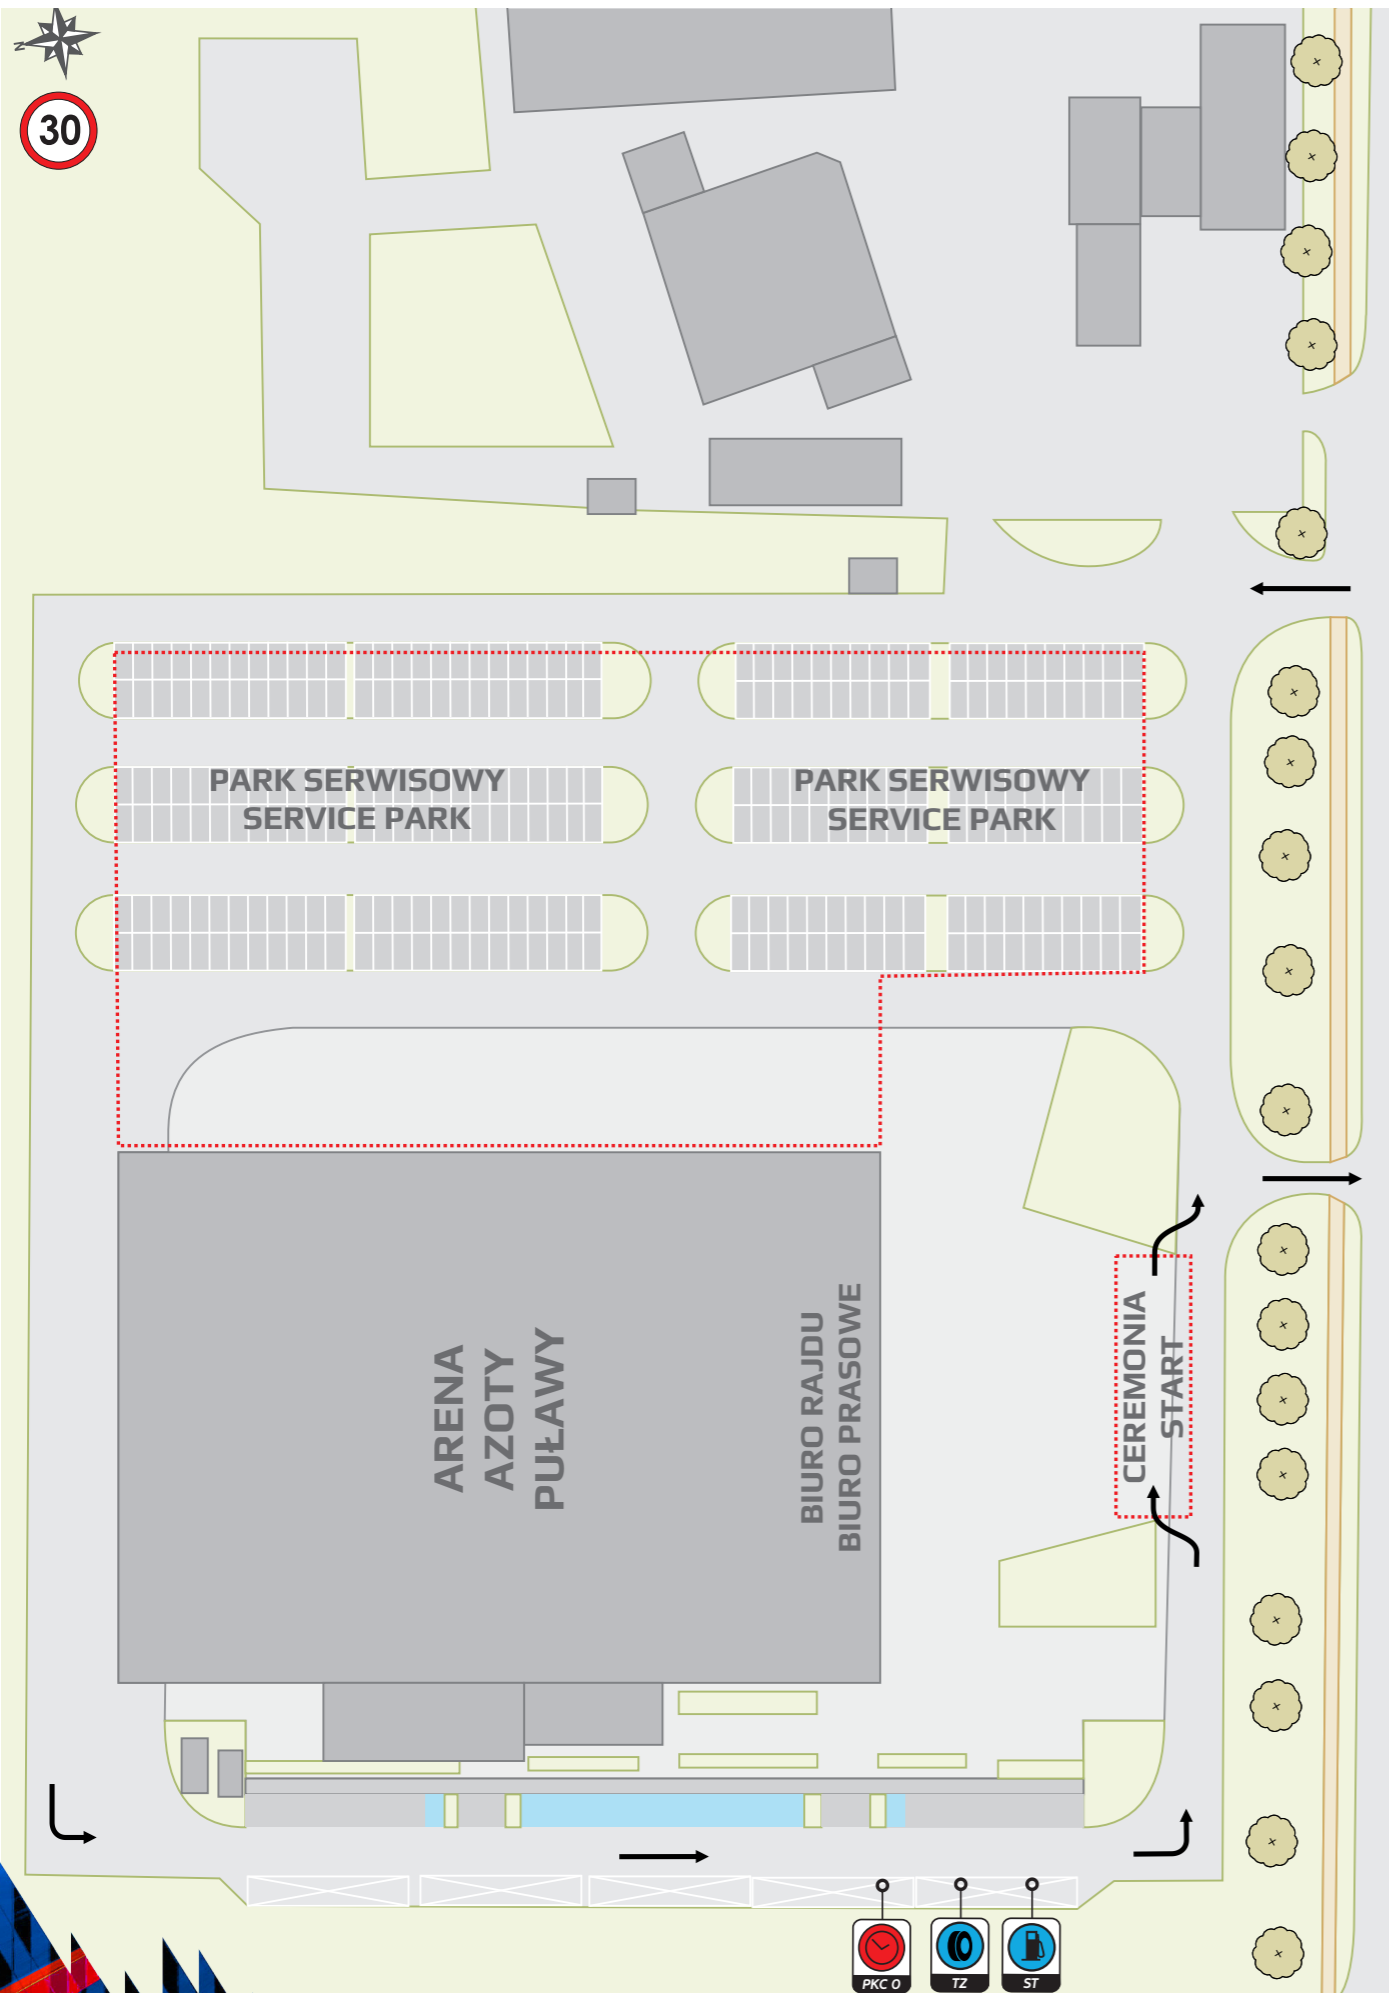 N
30
PARK SERWISOWY
SERVICE PARK
PARK SERWISOWY
SERVICE PARK
ARENA
AZOTY
PUŁAWY
BIURO RAJDU
BIURO PRASOWE
CEREMONIA
START
PKC 0
TZ
ST